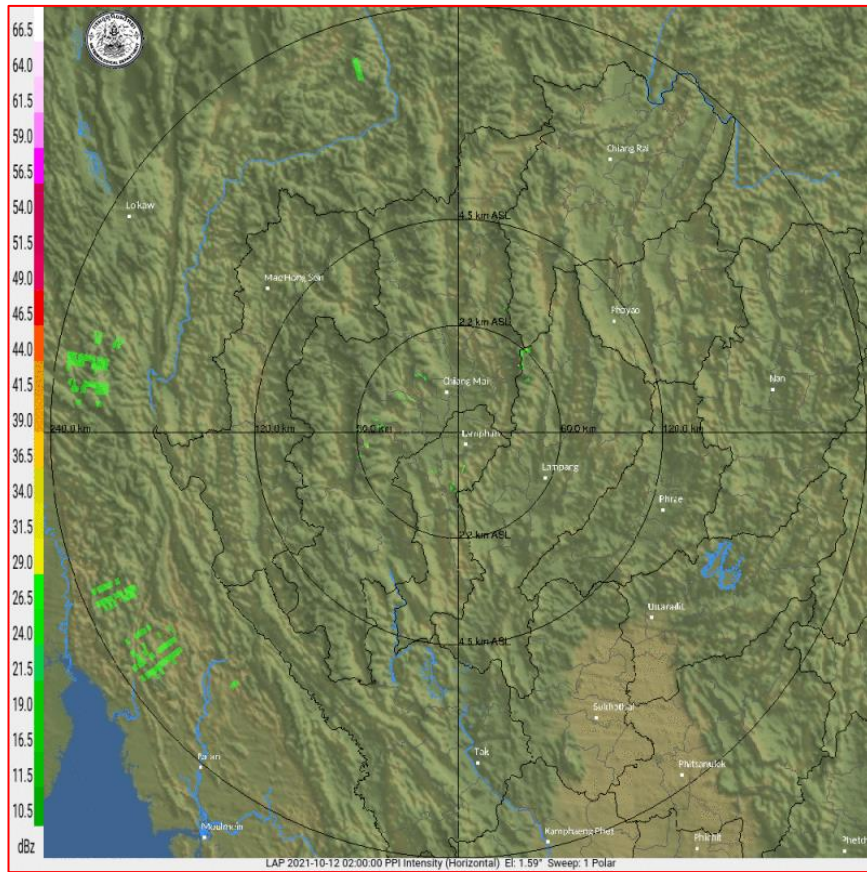 66.5
64.0
61.5
59.0
56.5
54.0
51.5
49.0
46.5
44.0
41.5
39.0
36.5
34.0
31.5
29.0
26.5
24.0
21.5
19.0
16.5
14.0
11.5
10.5
dBz
Chiang Rai
Lo'kaw
4.5 km ASL
Mae Hong Son
Phayao
2.2 km ASL
Chiang Mai
Nan
240.0 km
120.0 km
60.0 km
120.0 km
Lamphun
Lampang
Phrae
2.2 km ASL
Uttaradit
4.5 km ASL
Sukhothai
Tak
Pa'an
Phitsanulok
Moulmein
Kamphaeng Phet
Phichit
Phetch
LAP 2021-10-12 02:00:00 PPI Intensity (Horizontal) El: 1.59° Sweep: 1 Polar